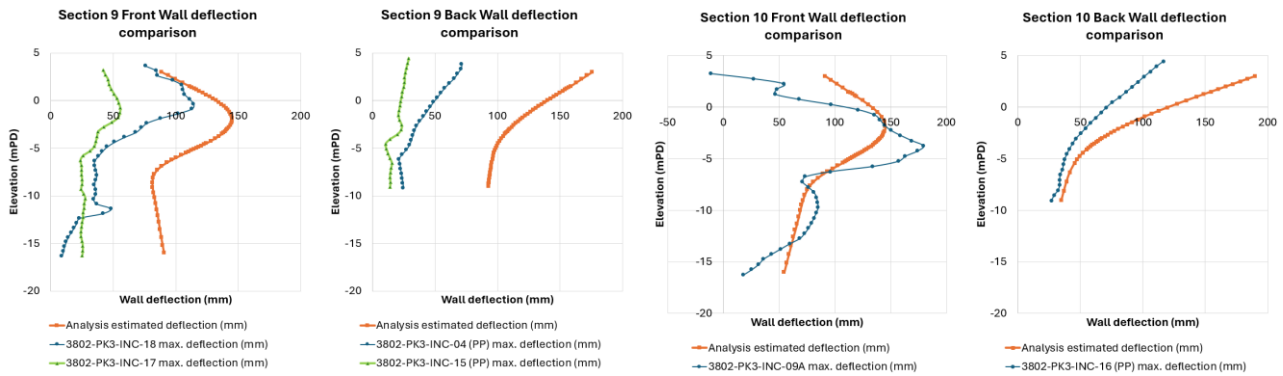 Section 9 Front Wall deflection
comparison
5
0
0
50
100
150
200
-5
-10
-15
-20
Elevation (mPD)
Wall deflection (mm)
Analysis estimated deflection (mm)
3802-PK3-INC-18 max. deflection (mm)
3802-PK3-INC-17 max. deflection (mm)
Section 9 Back Wall deflection
comparison
5
0
0
50
100
150
200
-5
-10
-15
-20
Elevation (mPD)
Wall deflection (mm)
Analysis estimated deflection (mm)
3802-PK3-INC-04 (PP) max. deflection (mm)
3802-PK3-INC-15 (PP) max. deflection (mm)
Section 10 Front Wall deflection
comparison
10
5
0
-50
0
50
100
150
200
-5
-10
-15
-20
Elevation (mPD)
Wall deflection (mm)
Analysis estimated deflection (mm)
3802-PK3-INC-09A max. deflection (mm)
Section 10 Back Wall deflection
comparison
5
0
0
50
100
150
200
-5
-10
-15
-20
Elevation (mPD)
Wall deflection (mm)
Analysis estimated deflection (mm)
3802-PK3-INC-16 (PP) max. deflection (mm)